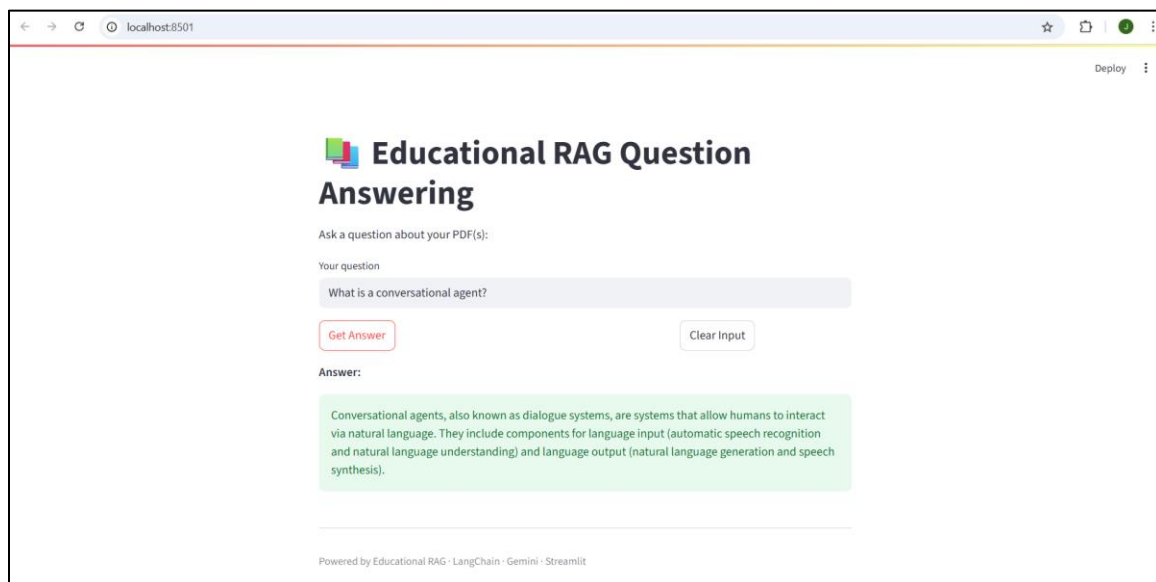 localhost:8501
J
Deploy
Educational RAG Question
Answering
Ask a question about your PDF(s):
Your question
What is a conversational agent?
Get Answer
Clear Input
Answer:
Conversational agents, also known as dialogue systems, are systems that allow humans to interact
via natural language. They include components for language input (automatic speech recognition
and natural language understanding) and language output (natural language generation and speech
synthesis).
Powered by Educational RAG · LangChain · Gemini · Streamlit